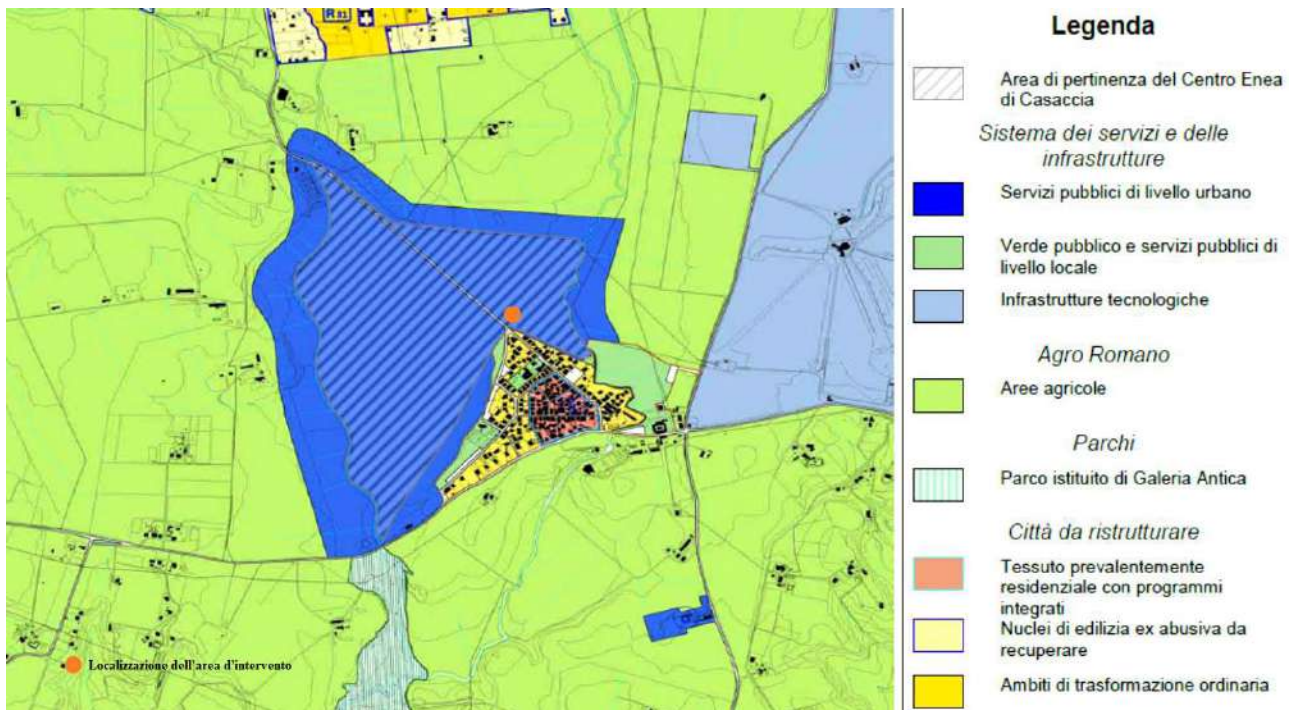 R 81
Localizzazione dell'area d'intervento
Legenda
Area di pertinenza del Centro Enea
di Casaccia
Sistema dei servizi e delle
infrastrutture
Servizi pubblici di livello urbano
Verde pubblico e servizi pubblici di
livello locale
Infrastrutture tecnologiche
Agro Romano
Aree agricole
Parchi
Parco istituito di Galeria Antica
Città da ristrutturare
Tessuto prevalentemente
residenziale con programmi
integrati
Nuclei di edilizia ex abusiva da
recuperare
Ambiti di trasformazione ordinaria